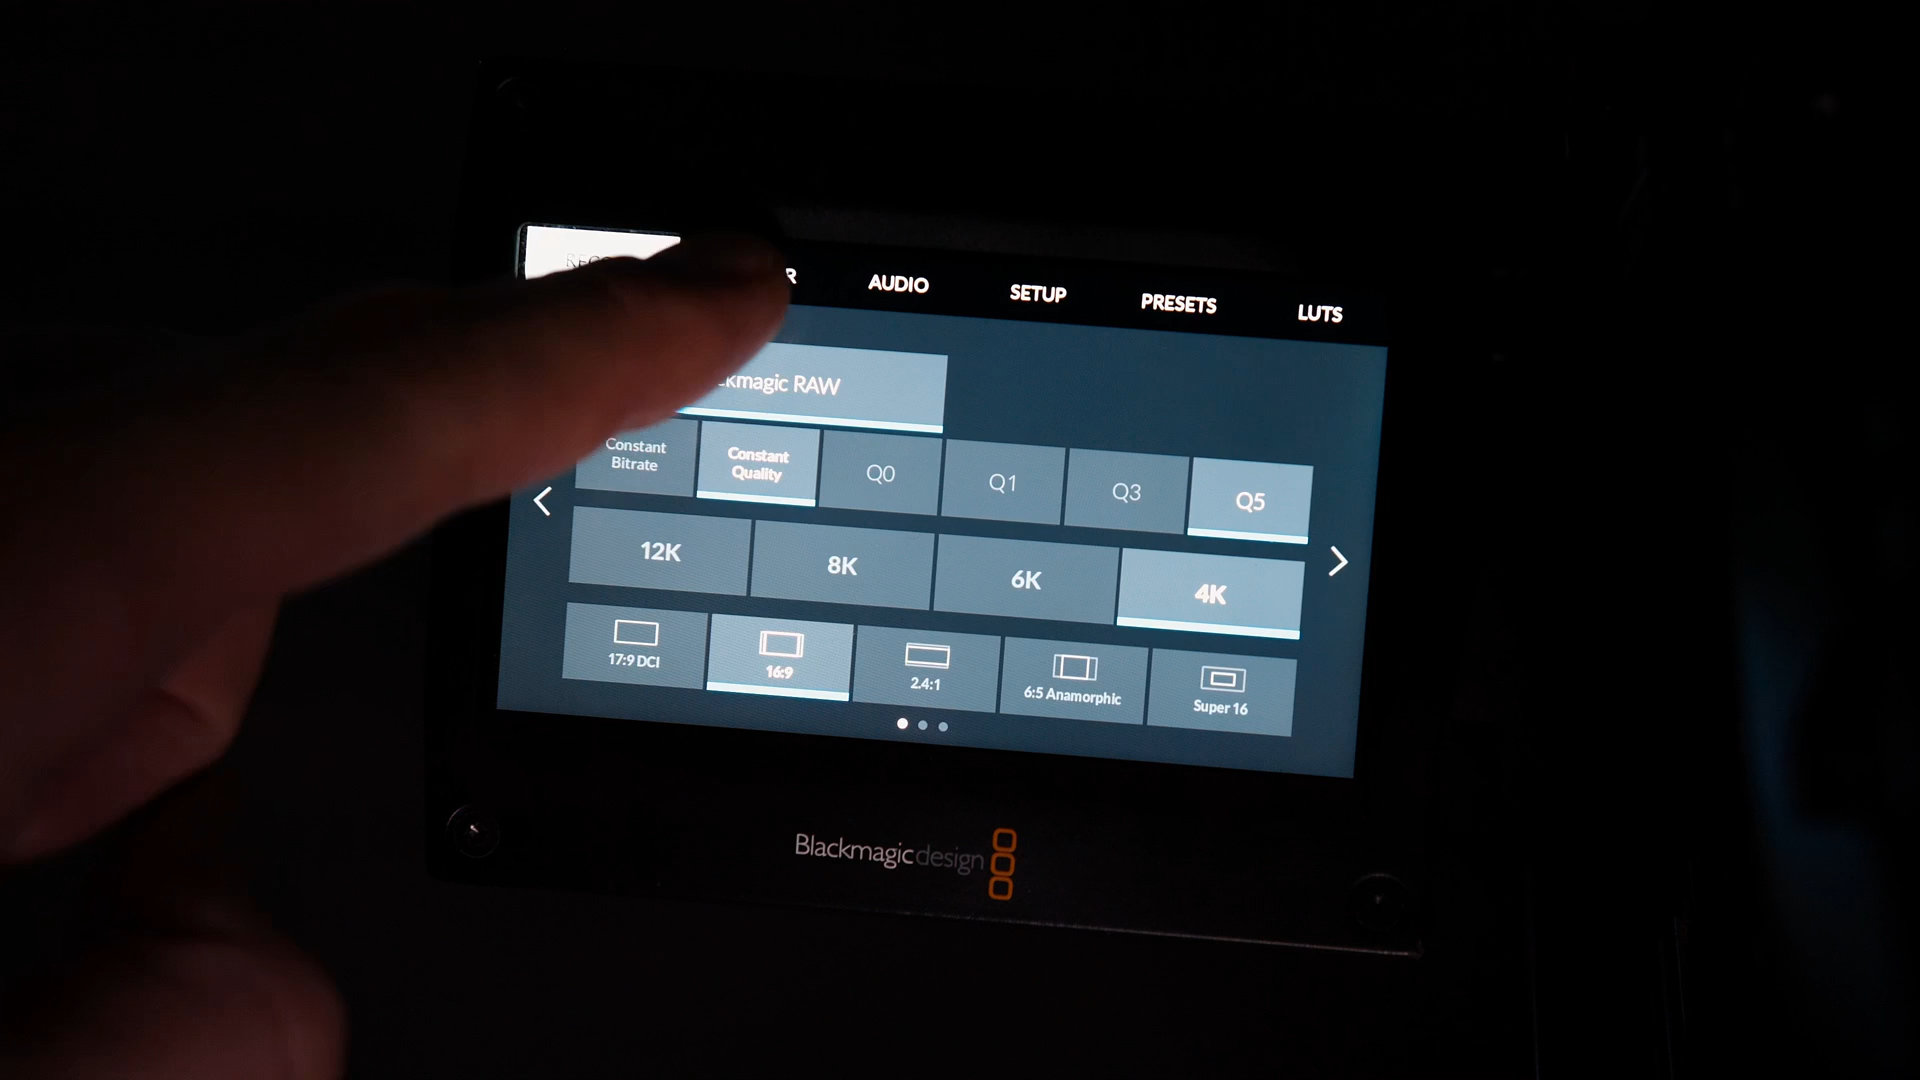 AUDIO SETUP PRESETS LUTS
RAW
Constant Bitrate
Constant Quality
Q0 Q1 Q3 Q5
12K 8K 6K 4K
17:9 DCI
16:9
2.4:1
6:5 Anamorphic
Super 16
Blackmagicdesign